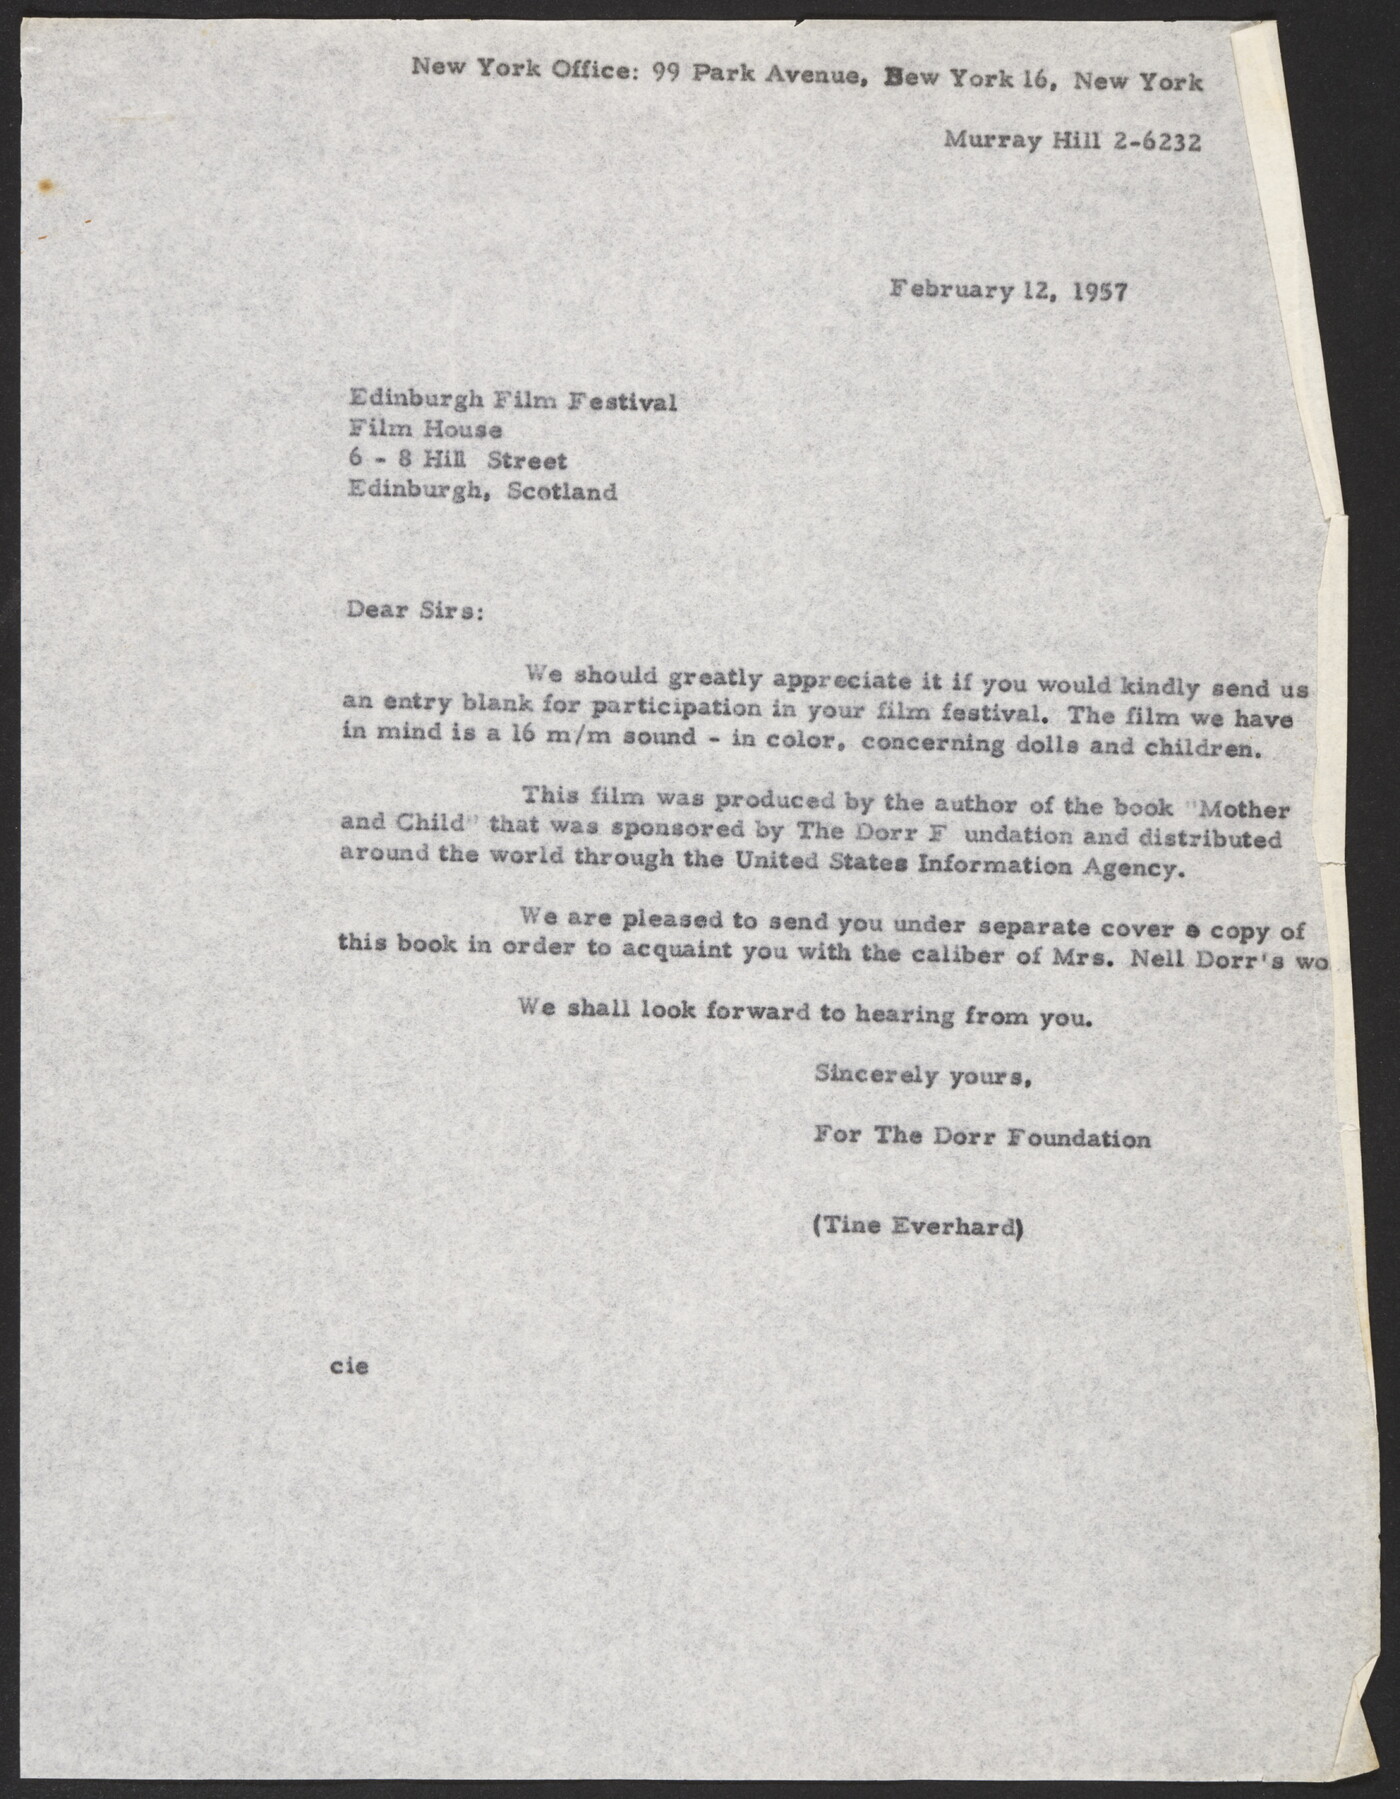 New York Office: 99 Park Avenue, New York 16, New York
Murray Hill 2-6232
February 12, 1957
Edinburgh Film Festival
Film House
6 - 8 Hill Street
Edinburgh, Scotland
Dear Sirs:
We should greatly appreciate it if you would kindly send us
an entry blank for participation in your film festival. The film we have
in mind is a 16 m/m sound - in color, concerning dolls and children.
This film was produced by the author of the book "Mother
and Child" that was sponsored by The Dorr F undation and distributed
around the world through the United States Information Agency.
We are pleased to send you under separate cover a copy of
this book in order to acquaint you with the caliber of Mrs. Nell Dorr's wo
We shall look forward to hearing from you.
Sincerely yours,
For The Dorr Foundation
(Tine Everhard)
cie